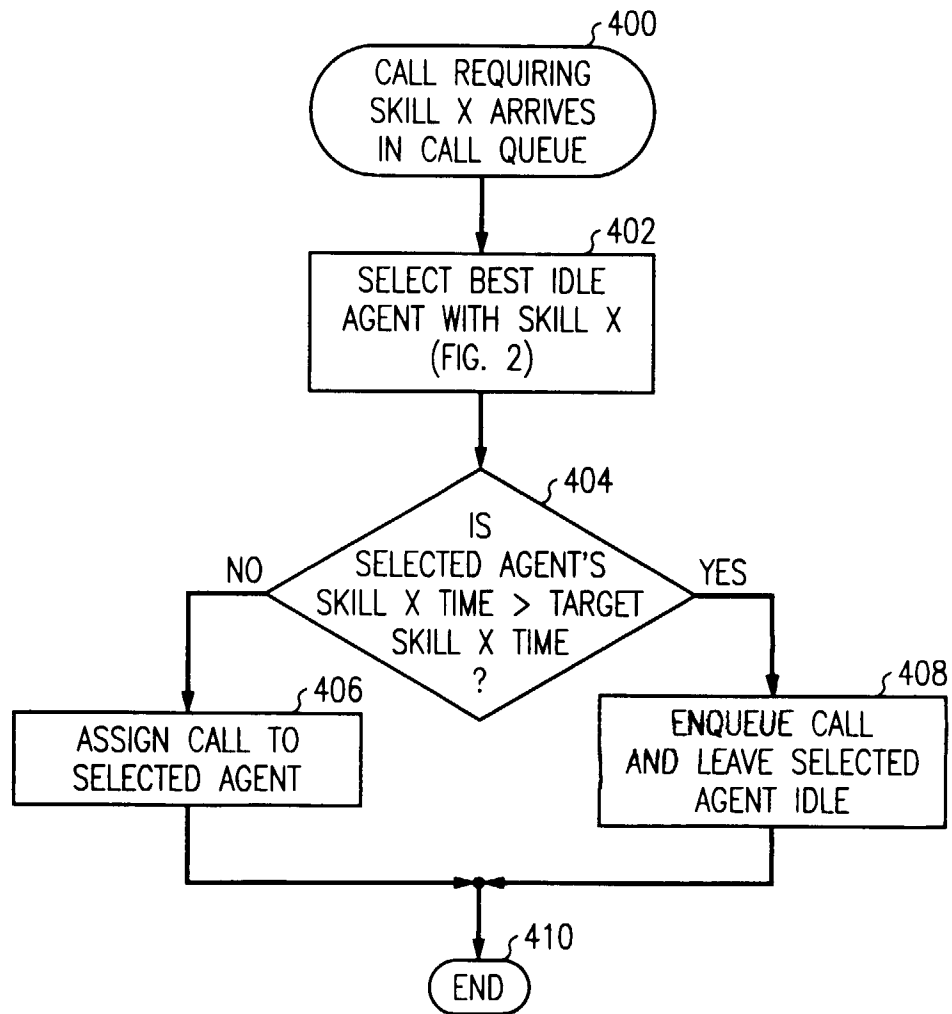 400
CALL REQUIRING
SKILL X ARRIVES
IN CALL QUEUE
402
SELECT BEST IDLE
AGENT WITH SKILL X
(FIG. 2)
404
IS
SELECTED AGENT'S
SKILL X TIME > TARGET
SKILL X TIME
?
NO
YES
406
ASSIGN CALL TO
SELECTED AGENT
408
ENQUEUE CALL
AND LEAVE SELECTED
AGENT IDLE
410
END